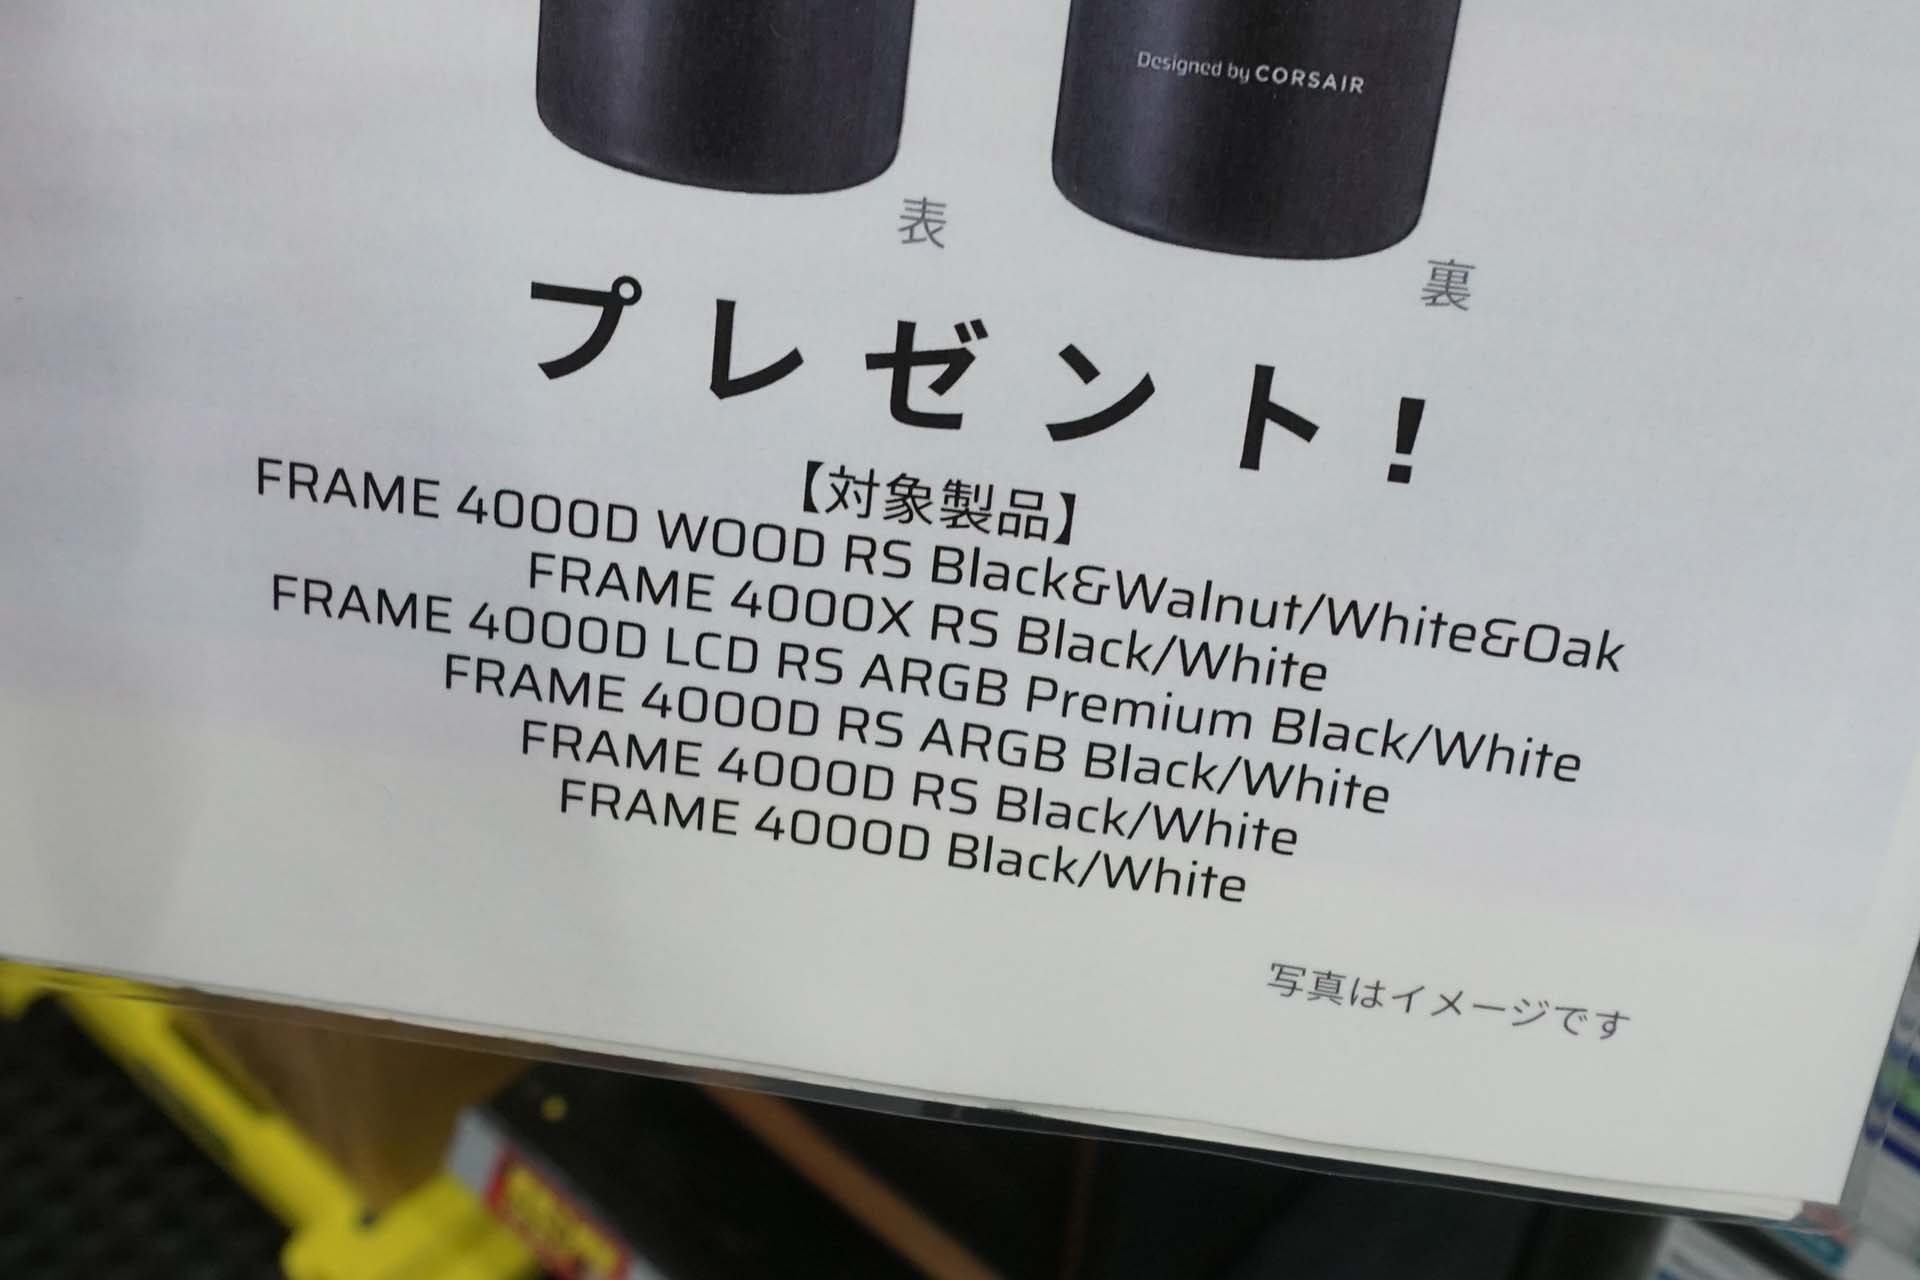 Designed by CORSAIR
表
裏
プレゼント!
【対象製品】
FRAME 4000D WOOD RS Black&Walnut/White&Oak
FRAME 4000X RS Black/White
FRAME 4000D LCD RS ARGB Premium Black/White
FRAME 4000D RS ARGB Black/White
FRAME 4000D RS Black/White
FRAME 4000D Black/White
写真はイメージです